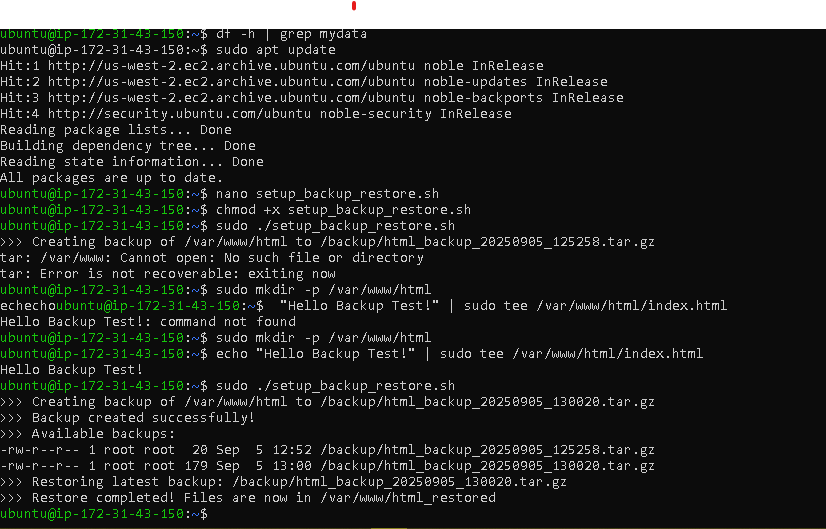 ubuntu@ip-172-31-43-150:~$ df -h | grep mydata
ubuntu@ip-172-31-43-150:~$ sudo apt update
Hit:1 http://us-west-2.ec2.archive.ubuntu.com/ubuntu noble InRelease
Hit:2 http://us-west-2.ec2.archive.ubuntu.com/ubuntu noble-updates InRelease
Hit:3 http://us-west-2.ec2.archive.ubuntu.com/ubuntu noble-backports InRelease
Hit:4 http://security.ubuntu.com/ubuntu noble-security InRelease
Reading package lists... Done
Building dependency tree... Done
Reading state information... Done
All packages are up to date.
ubuntu@ip-172-31-43-150:~$ nano setup_backup_restore.sh
ubuntu@ip-172-31-43-150:~$ chmod +x setup_backup_restore.sh
ubuntu@ip-172-31-43-150:~$ sudo ./setup_backup_restore.sh
>>> Creating backup of /var/www/html to /backup/html_backup_20250905_125258.tar.gz
tar: /var/www: Cannot open: No such file or directory
tar: Error is not recoverable: exiting now
ubuntu@ip-172-31-43-150:~$ sudo mkdir -p /var/www/html
echechoubuntu@ip-172-31-43-150:~$  "Hello Backup Test!" | sudo tee /var/www/html/index.html
Hello Backup Test!: command not found
ubuntu@ip-172-31-43-150:~$ sudo mkdir -p /var/www/html
ubuntu@ip-172-31-43-150:~$ echo "Hello Backup Test!" | sudo tee /var/www/html/index.html
Hello Backup Test!
ubuntu@ip-172-31-43-150:~$ sudo ./setup_backup_restore.sh
>>> Creating backup of /var/www/html to /backup/html_backup_20250905_130020.tar.gz
>>> Backup created successfully!
>>> Available backups:
-rw-r--r-- 1 root root  20 Sep  5 12:52 /backup/html_backup_20250905_125258.tar.gz
-rw-r--r-- 1 root root 179 Sep  5 13:00 /backup/html_backup_20250905_130020.tar.gz
>>> Restoring latest backup: /backup/html_backup_20250905_130020.tar.gz
>>> Restore completed! Files are now in /var/www/html_restored
ubuntu@ip-172-31-43-150:~$